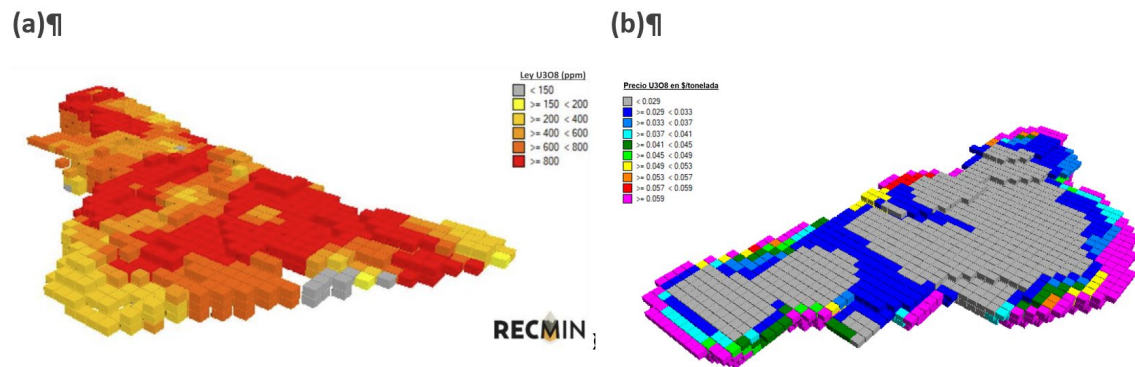 (a)¶
(b)¶
Ley U3O8 (ppm)
< 150
>= 150 < 200
>= 200 < 400
>= 400 < 600
>= 600 < 800
>= 800
RECMIN
Precio U3O8 en $/tonelada
< 0.029
>= 0.029 < 0.033
>= 0.033 < 0.037
>= 0.037 < 0.041
>= 0.041 < 0.045
>= 0.045 < 0.049
>= 0.049 < 0.053
>= 0.053 < 0.057
>= 0.057 < 0.059
>= 0.059